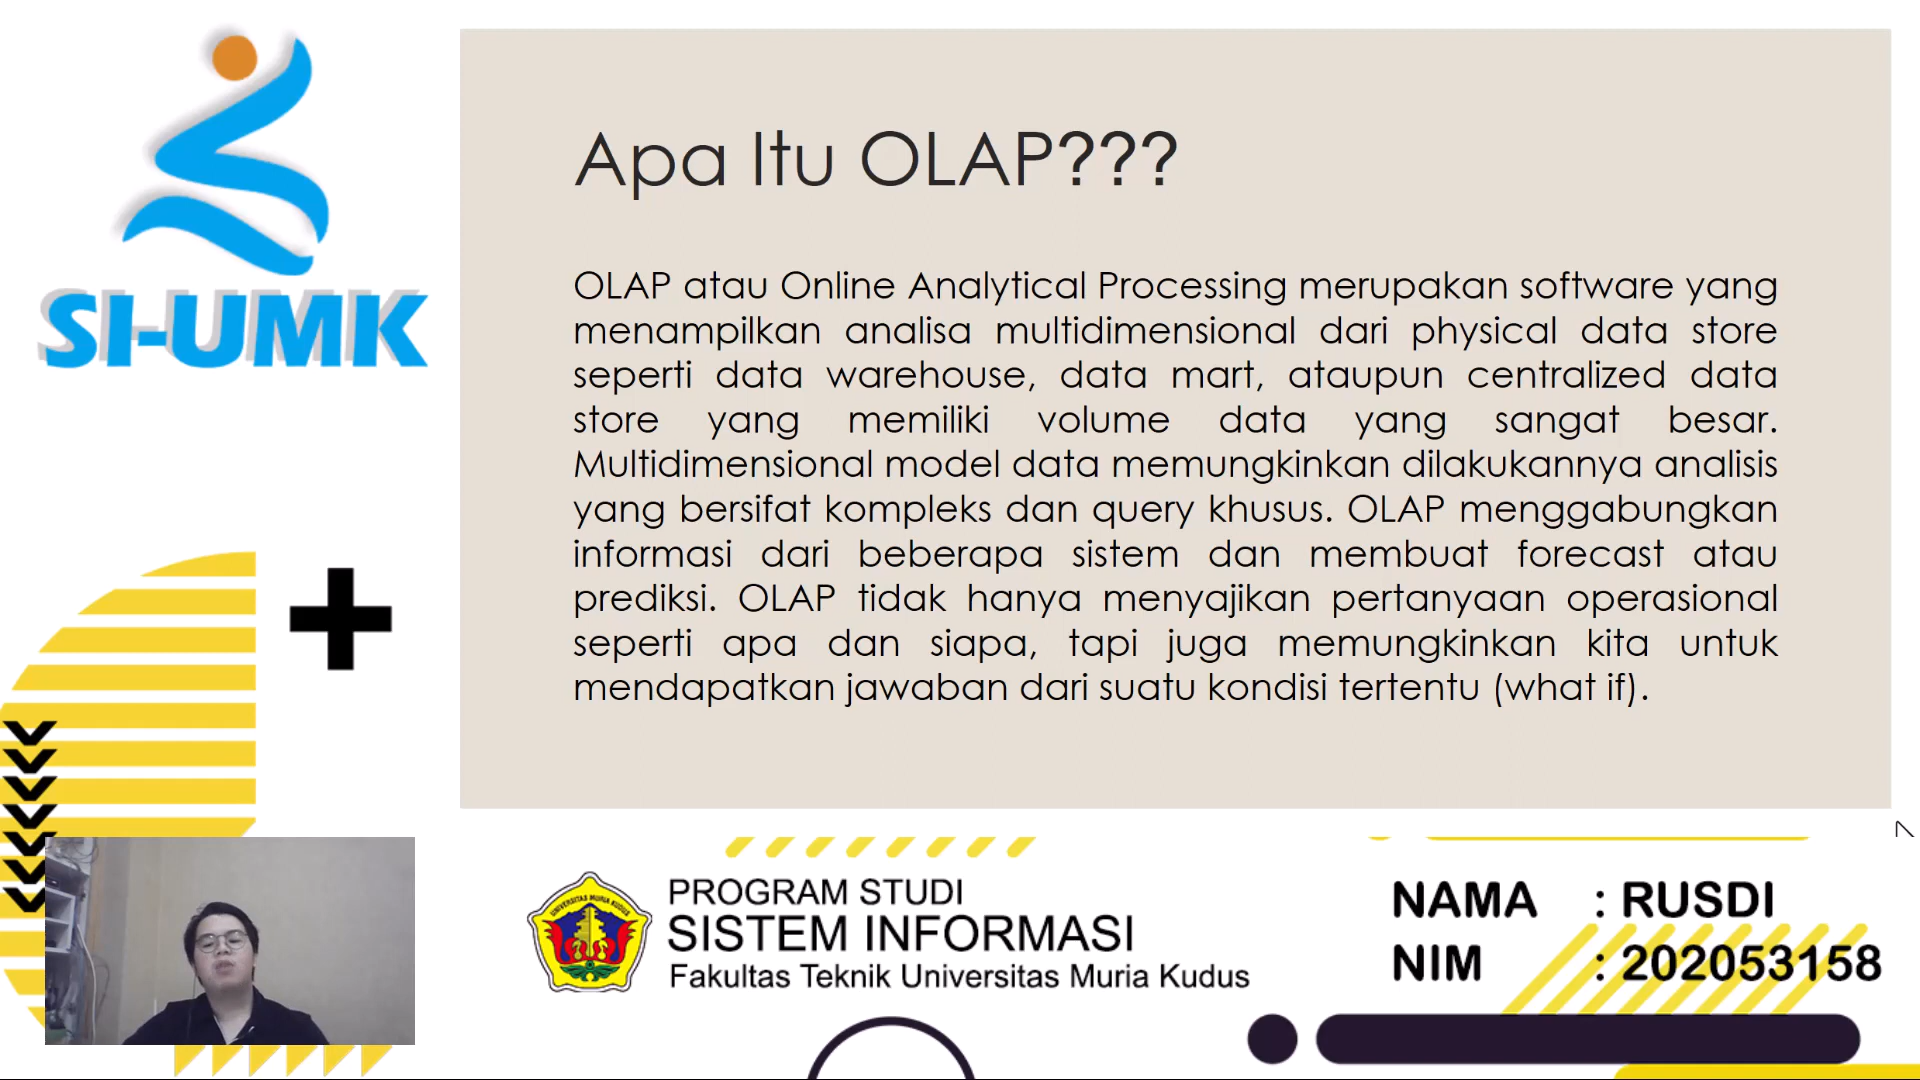 SI-UMK
Apa Itu OLAP???
OLAP atau Online Analytical Processing merupakan software yang
menampilkan analisa multidimensional dari physical data store
seperti data warehouse, data mart, ataupun centralized data
store yang memiliki volume data yang sangat besar.
Multidimensional model data memungkinkan dilakukannya analisis
yang bersifat kompleks dan query khusus. OLAP menggabungkan
informasi dari beberapa sistem dan membuat forecast atau
prediksi. OLAP tidak hanya menyajikan pertanyaan operasional
seperti apa dan siapa, tapi juga memungkinkan kita untuk
mendapatkan jawaban dari suatu kondisi tertentu (what if).
UNIVERSITAS MURIA KUDUS
PROGRAM STUDI
SISTEM INFORMASI
Fakultas Teknik Universitas Muria Kudus
NAMA : RUSDI
NIM : 202053158